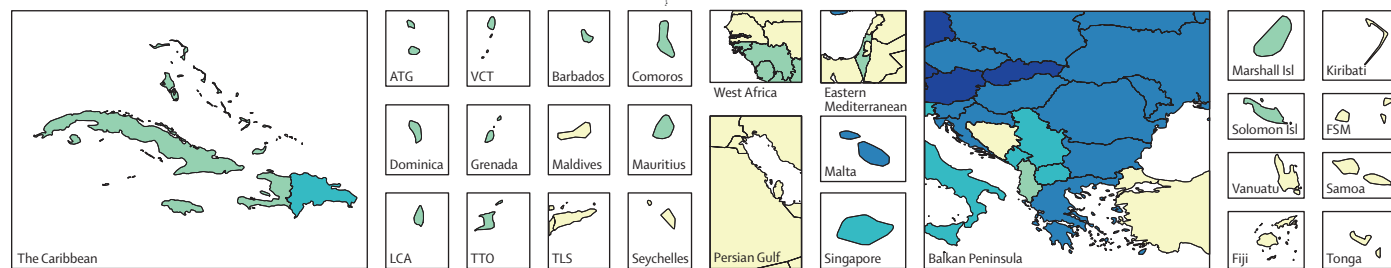 The Caribbean
ATG
VCT
Barbados
Comoros
Dominica
Grenada
Maldives
Mauritius
LCA
TTO
TLS
Seychelles
West Africa
Eastern
Mediterranean
Persian Gulf
Malta
Singapore
Balkan Peninsula
Marshall Isl
Kiribati
Solomon Isl
FSM
Vanuatu
Samoa
Fiji
Tonga